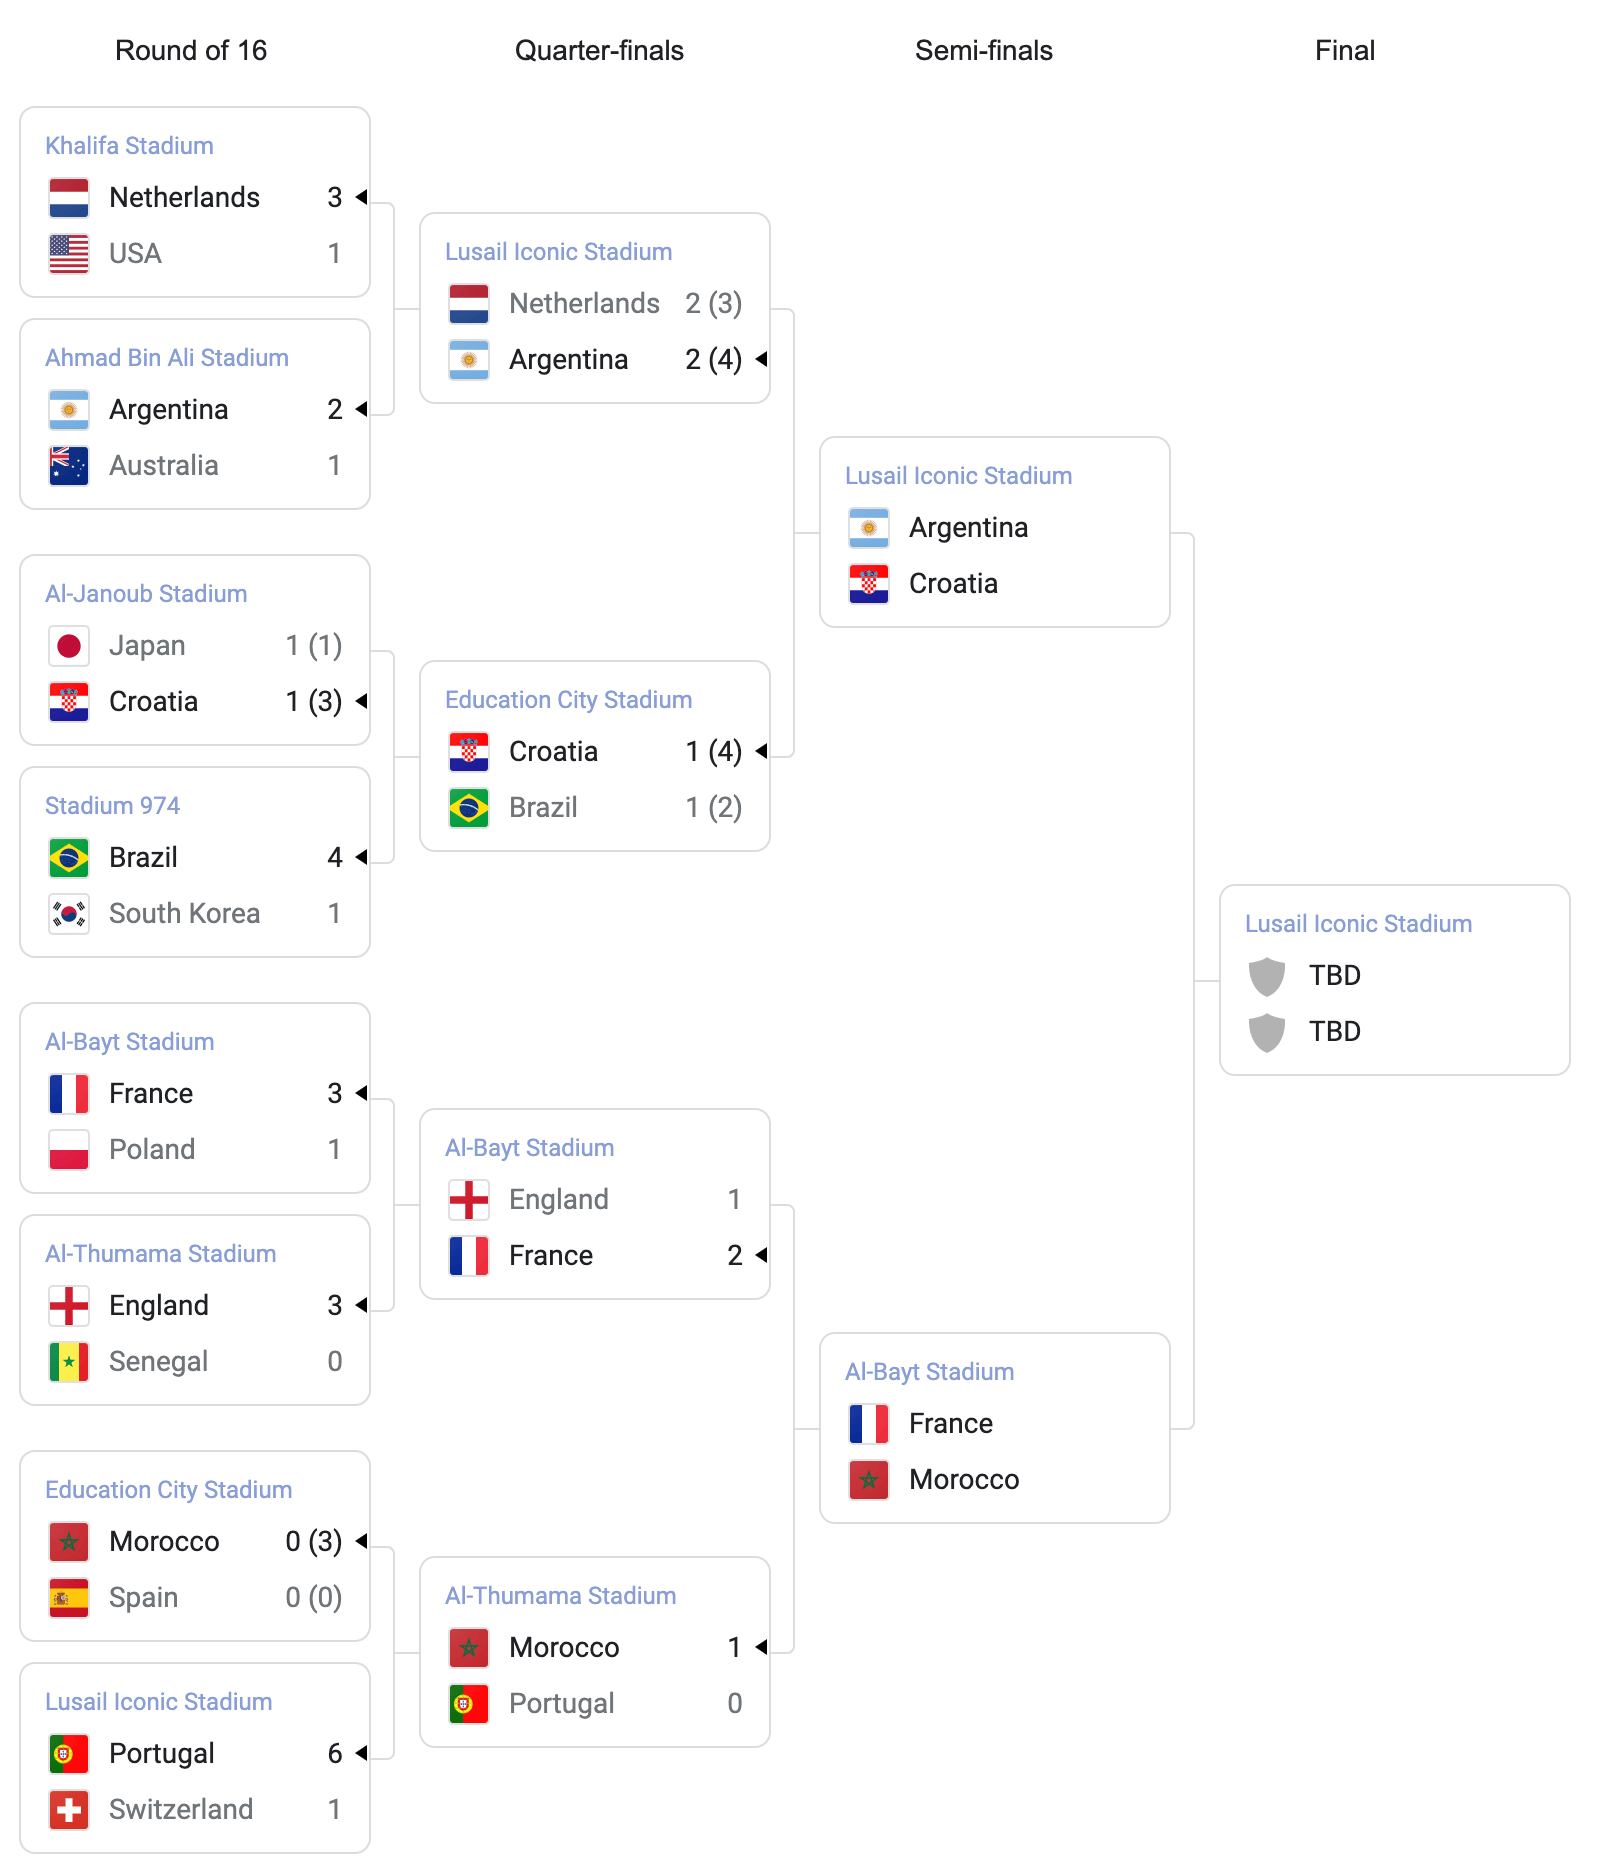 Round of 16
Quarter-finals
Semi-finals
Final
Khalifa Stadium
Netherlands 3
USA 1
Ahmad Bin Ali Stadium
Argentina 2
Australia 1
Al-Janoub Stadium
Japan 1 (1)
Croatia 1 (3)
Stadium 974
Brazil 4
South Korea 1
Al-Bayt Stadium
France 3
Poland 1
Al-Thumama Stadium
England 3
Senegal 0
Education City Stadium
Morocco 0 (3)
Spain 0 (0)
Lusail Iconic Stadium
Portugal 6
Switzerland 1
Lusail Iconic Stadium
Netherlands 2 (3)
Argentina 2 (4)
Education City Stadium
Croatia 1 (4)
Brazil 1 (2)
Al-Bayt Stadium
England 1
France 2
Al-Thumama Stadium
Morocco 1
Portugal 0
Lusail Iconic Stadium
Argentina
Croatia
Al-Bayt Stadium
France
Morocco
Lusail Iconic Stadium
TBD
TBD